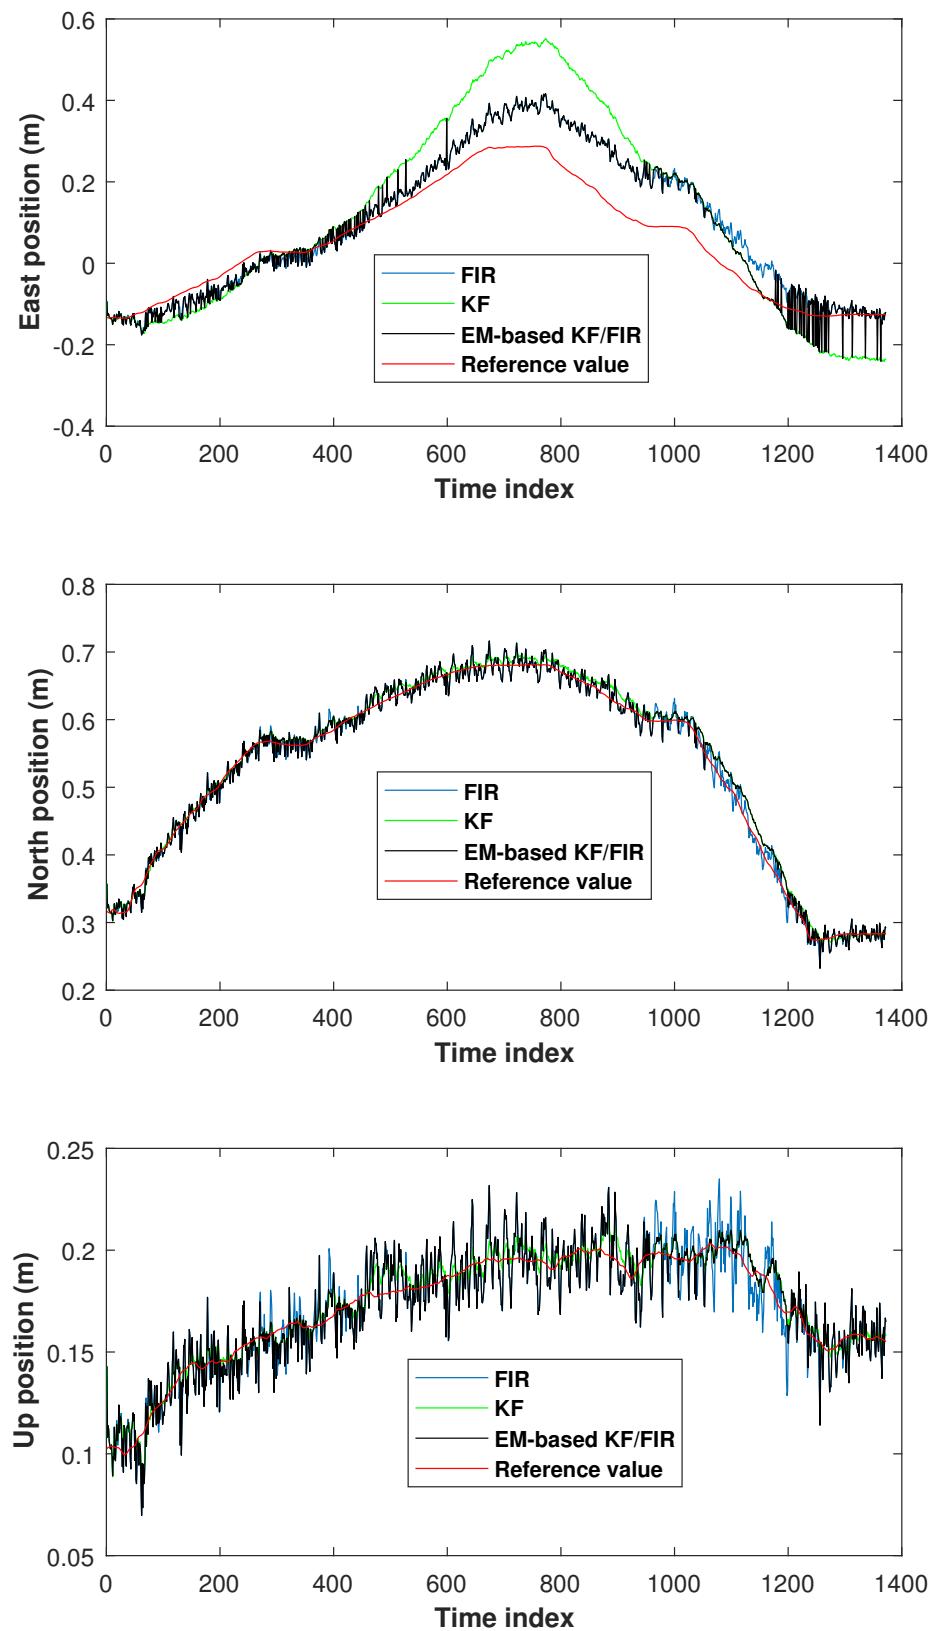 0.6
0.4
0.2
0
-0.2
-0.4
East position (m)
FIR
KF
EM-based KF/FIR
Reference value
0 200 400 600 800 1000 1200 1400
Time index
0.8
0.7
0.6
0.5
0.4
0.3
0.2
North position (m)
FIR
KF
EM-based KF/FIR
Reference value
0 200 400 600 800 1000 1200 1400
Time index
0.25
0.2
0.15
0.1
0.05
Up position (m)
FIR
KF
EM-based KF/FIR
Reference value
0 200 400 600 800 1000 1200 1400
Time index